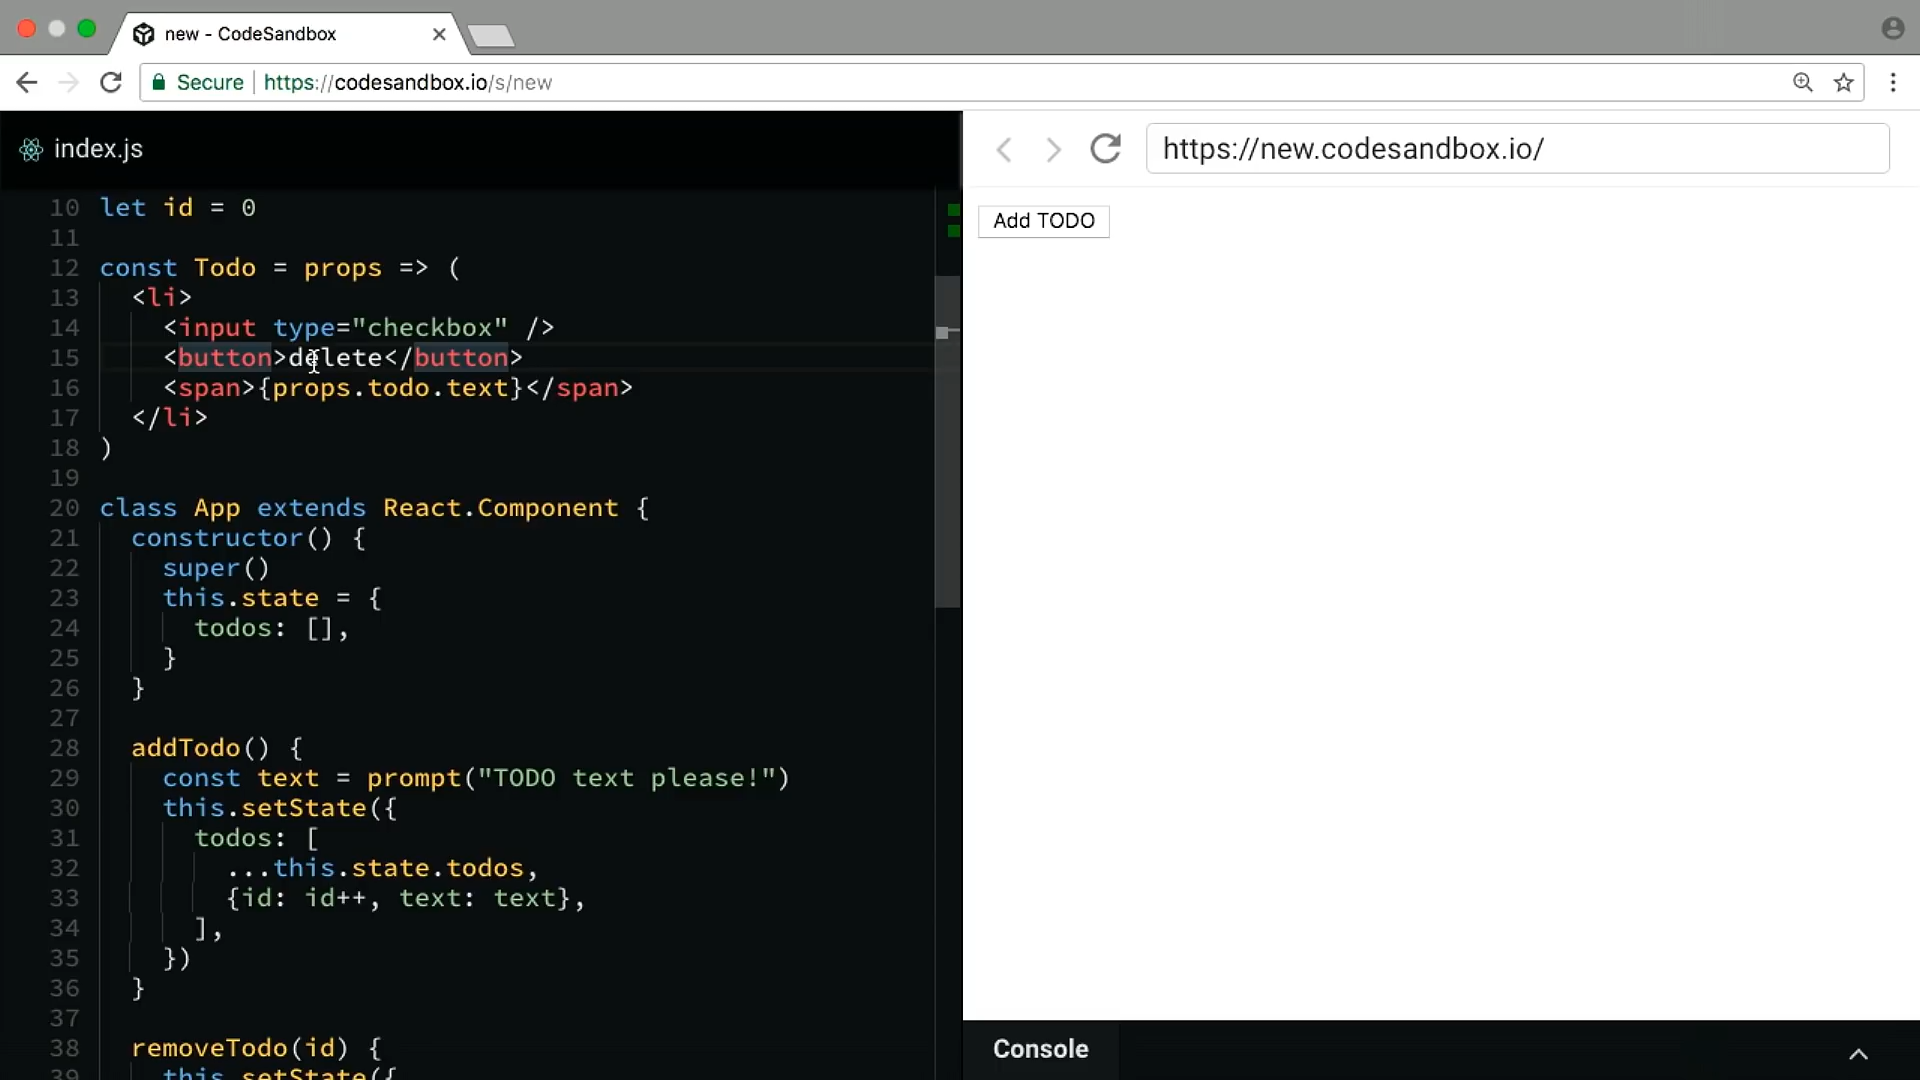 new - CodeSandbox
Secure https://codesandbox.io/s/new
index.js
10 let id = 0
11
12 const Todo = props => (
13 <li>
14 <input type="checkbox" />
15 <button>delete</button>
16 <span>{props.todo.text}</span>
17 </li>
18 )
19
20 class App extends React.Component {
21 constructor() {
22 super()
23 this.state = {
24 todos: [],
25 }
26 }
27
28 addTodo() {
29 const text = prompt("TODO text please!")
30 this.setState({
31 todos: [
32 ...this.state.todos,
33 {id: id++, text: text},
34 ],
35 })
36 }
37
38 removeTodo(id) {
39 this.setState({
https://new.codesandbox.io/
Add TODO
Console